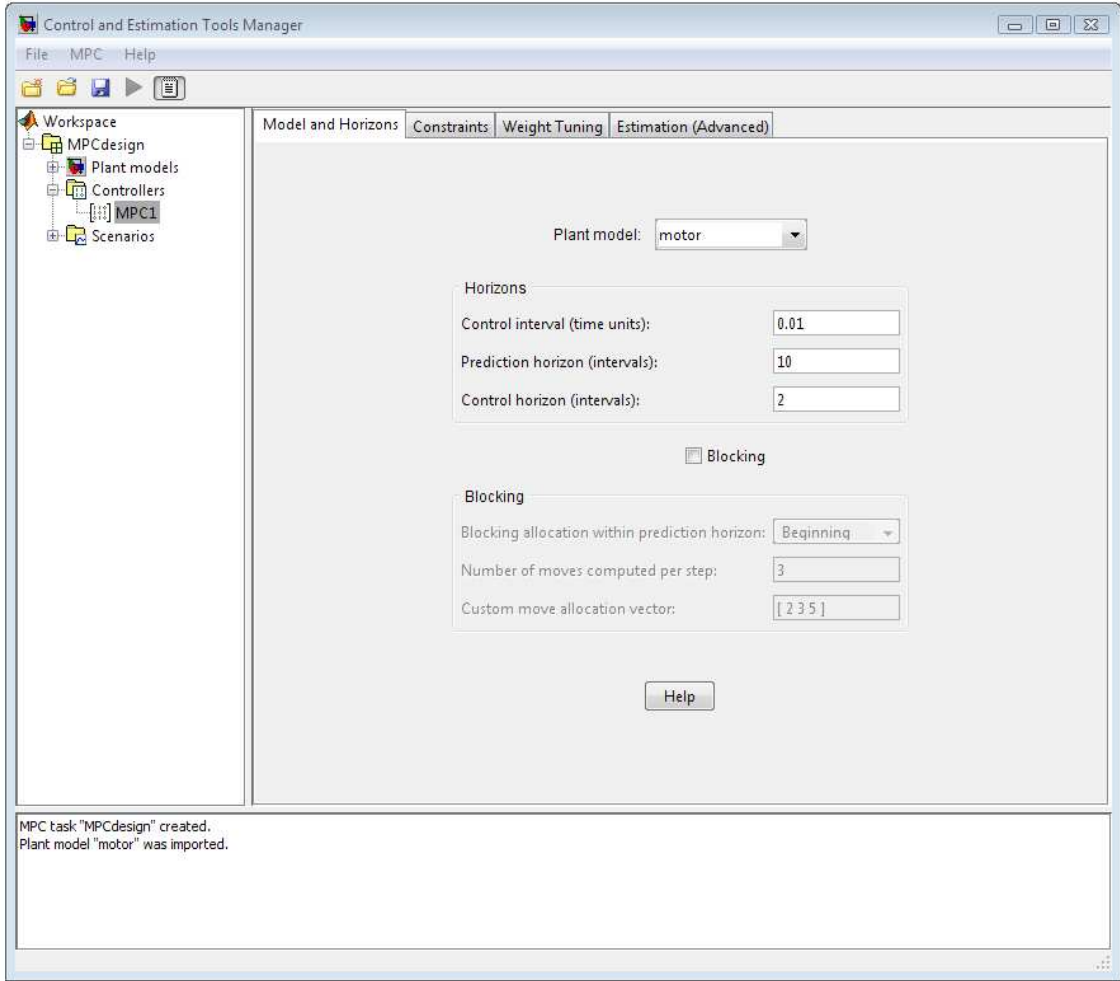 Control and Estimation Tools Manager
File MPC Help
Workspace
MPCdesign
Plant models
Controllers
MPC1
Scenarios
Model and Horizons Constraints Weight Tuning Estimation (Advanced)
Plant model: motor
Horizons
Control interval (time units): 0.01
Prediction horizon (intervals): 10
Control horizon (intervals): 2
Blocking
Blocking
Blocking allocation within prediction horizon: Beginning
Number of moves computed per step: 3
Custom move allocation vector: [ 2 3 5 ]
Help
MPC task "MPCdesign" created.
Plant model "motor" was imported.